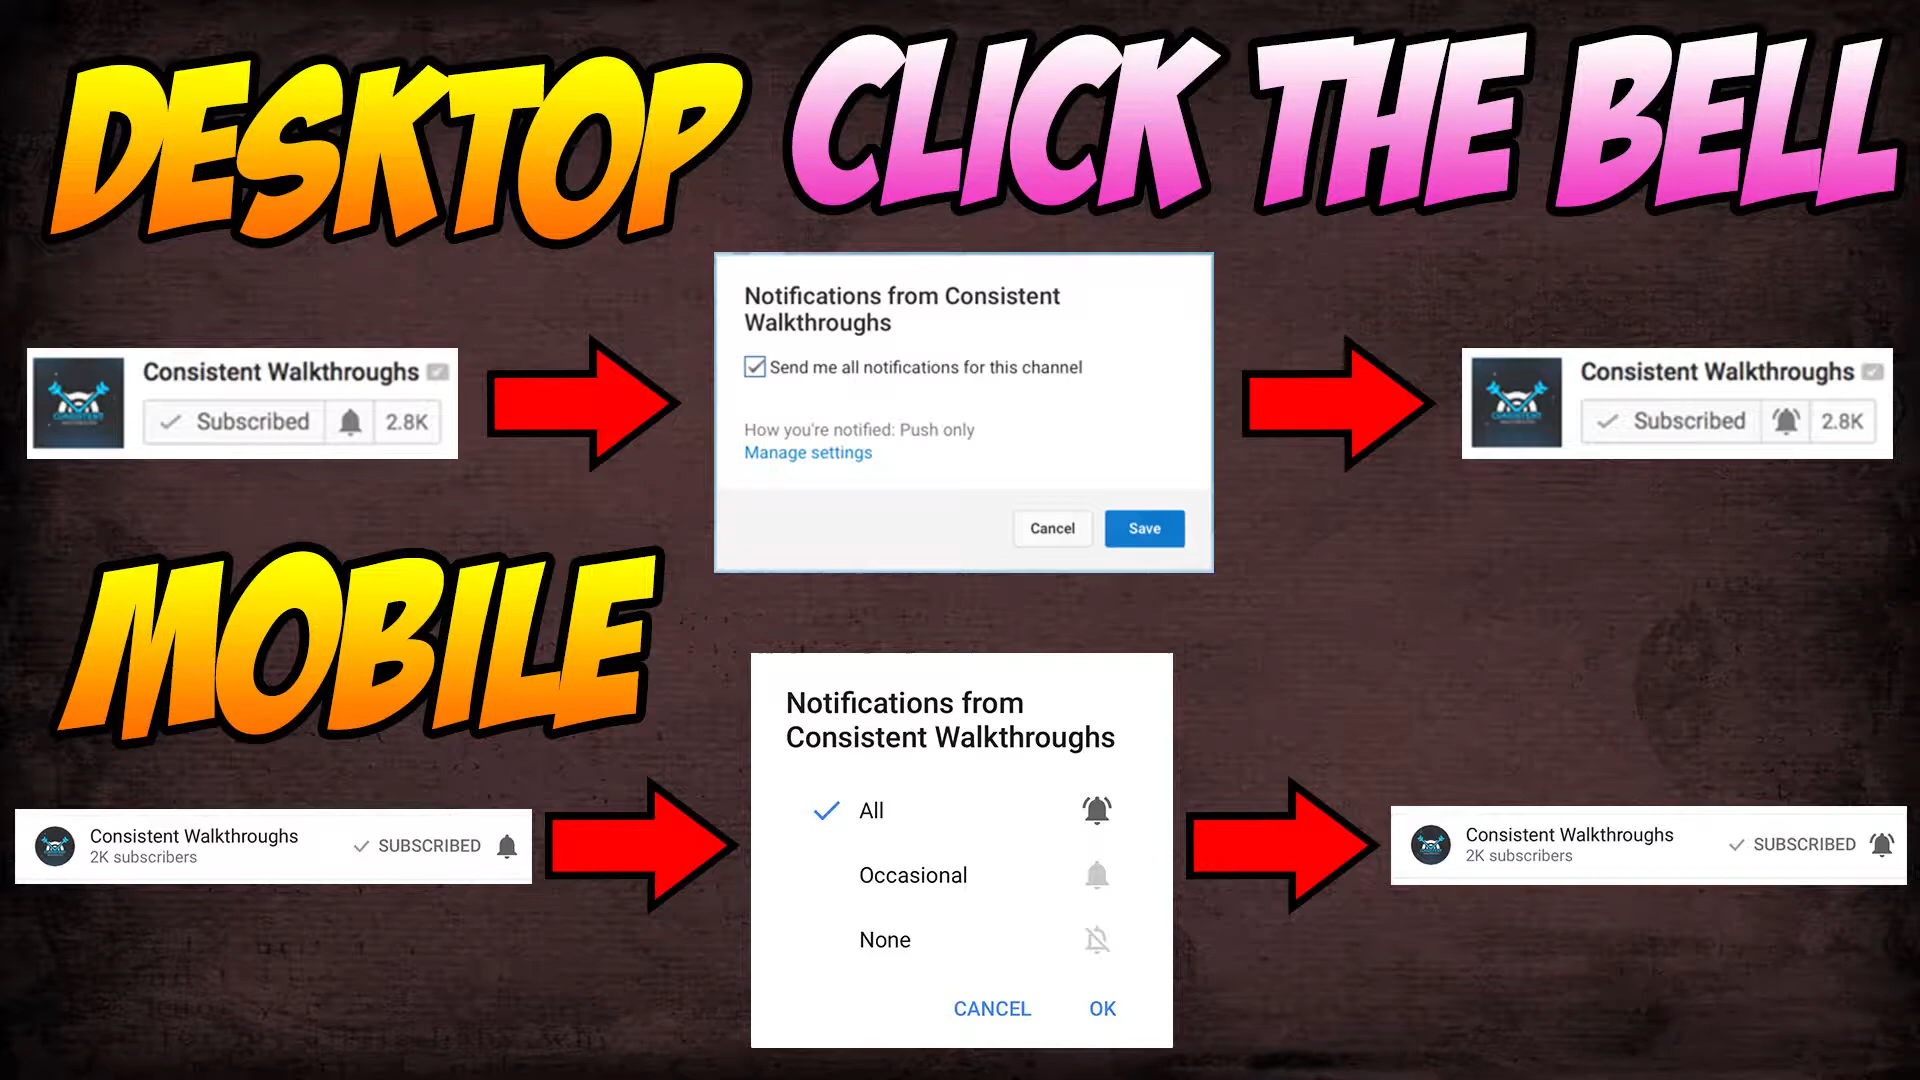 DESKTOP CLICK THE BELL
Consistent Walkthroughs
Subscribed 2.8K
Notifications from Consistent
Walkthroughs
Send me all notifications for this channel
How you're notified: Push only
Manage settings
Cancel Save
Consistent Walkthroughs
Subscribed 2.8K
MOBILE
Consistent Walkthroughs
2K subscribers
SUBSCRIBED
Notifications from
Consistent Walkthroughs
All
Occasional
None
CANCEL OK
Consistent Walkthroughs
2K subscribers
SUBSCRIBED